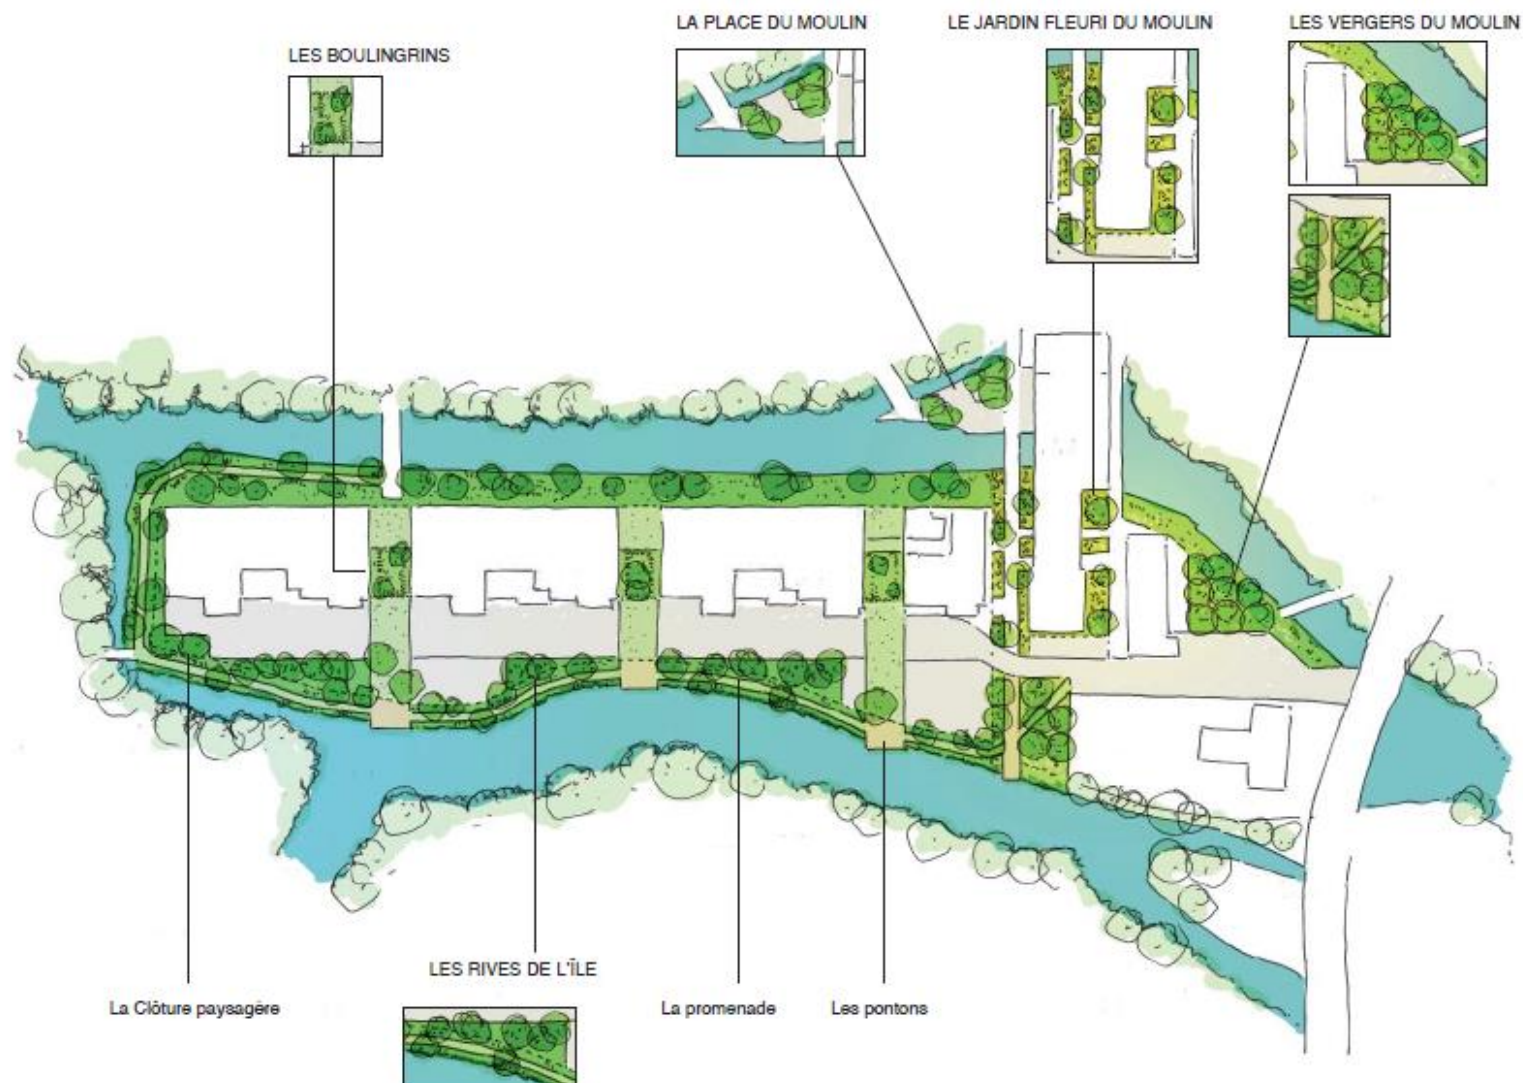 LA PLACE DU MOULIN
LE JARDIN FLEURI DU MOULIN
LES VERGERS DU MOULIN
LES BOULINGRINS
LES RIVES DE L'ÎLE
La Clôture paysagère
La promenade
Les pontons